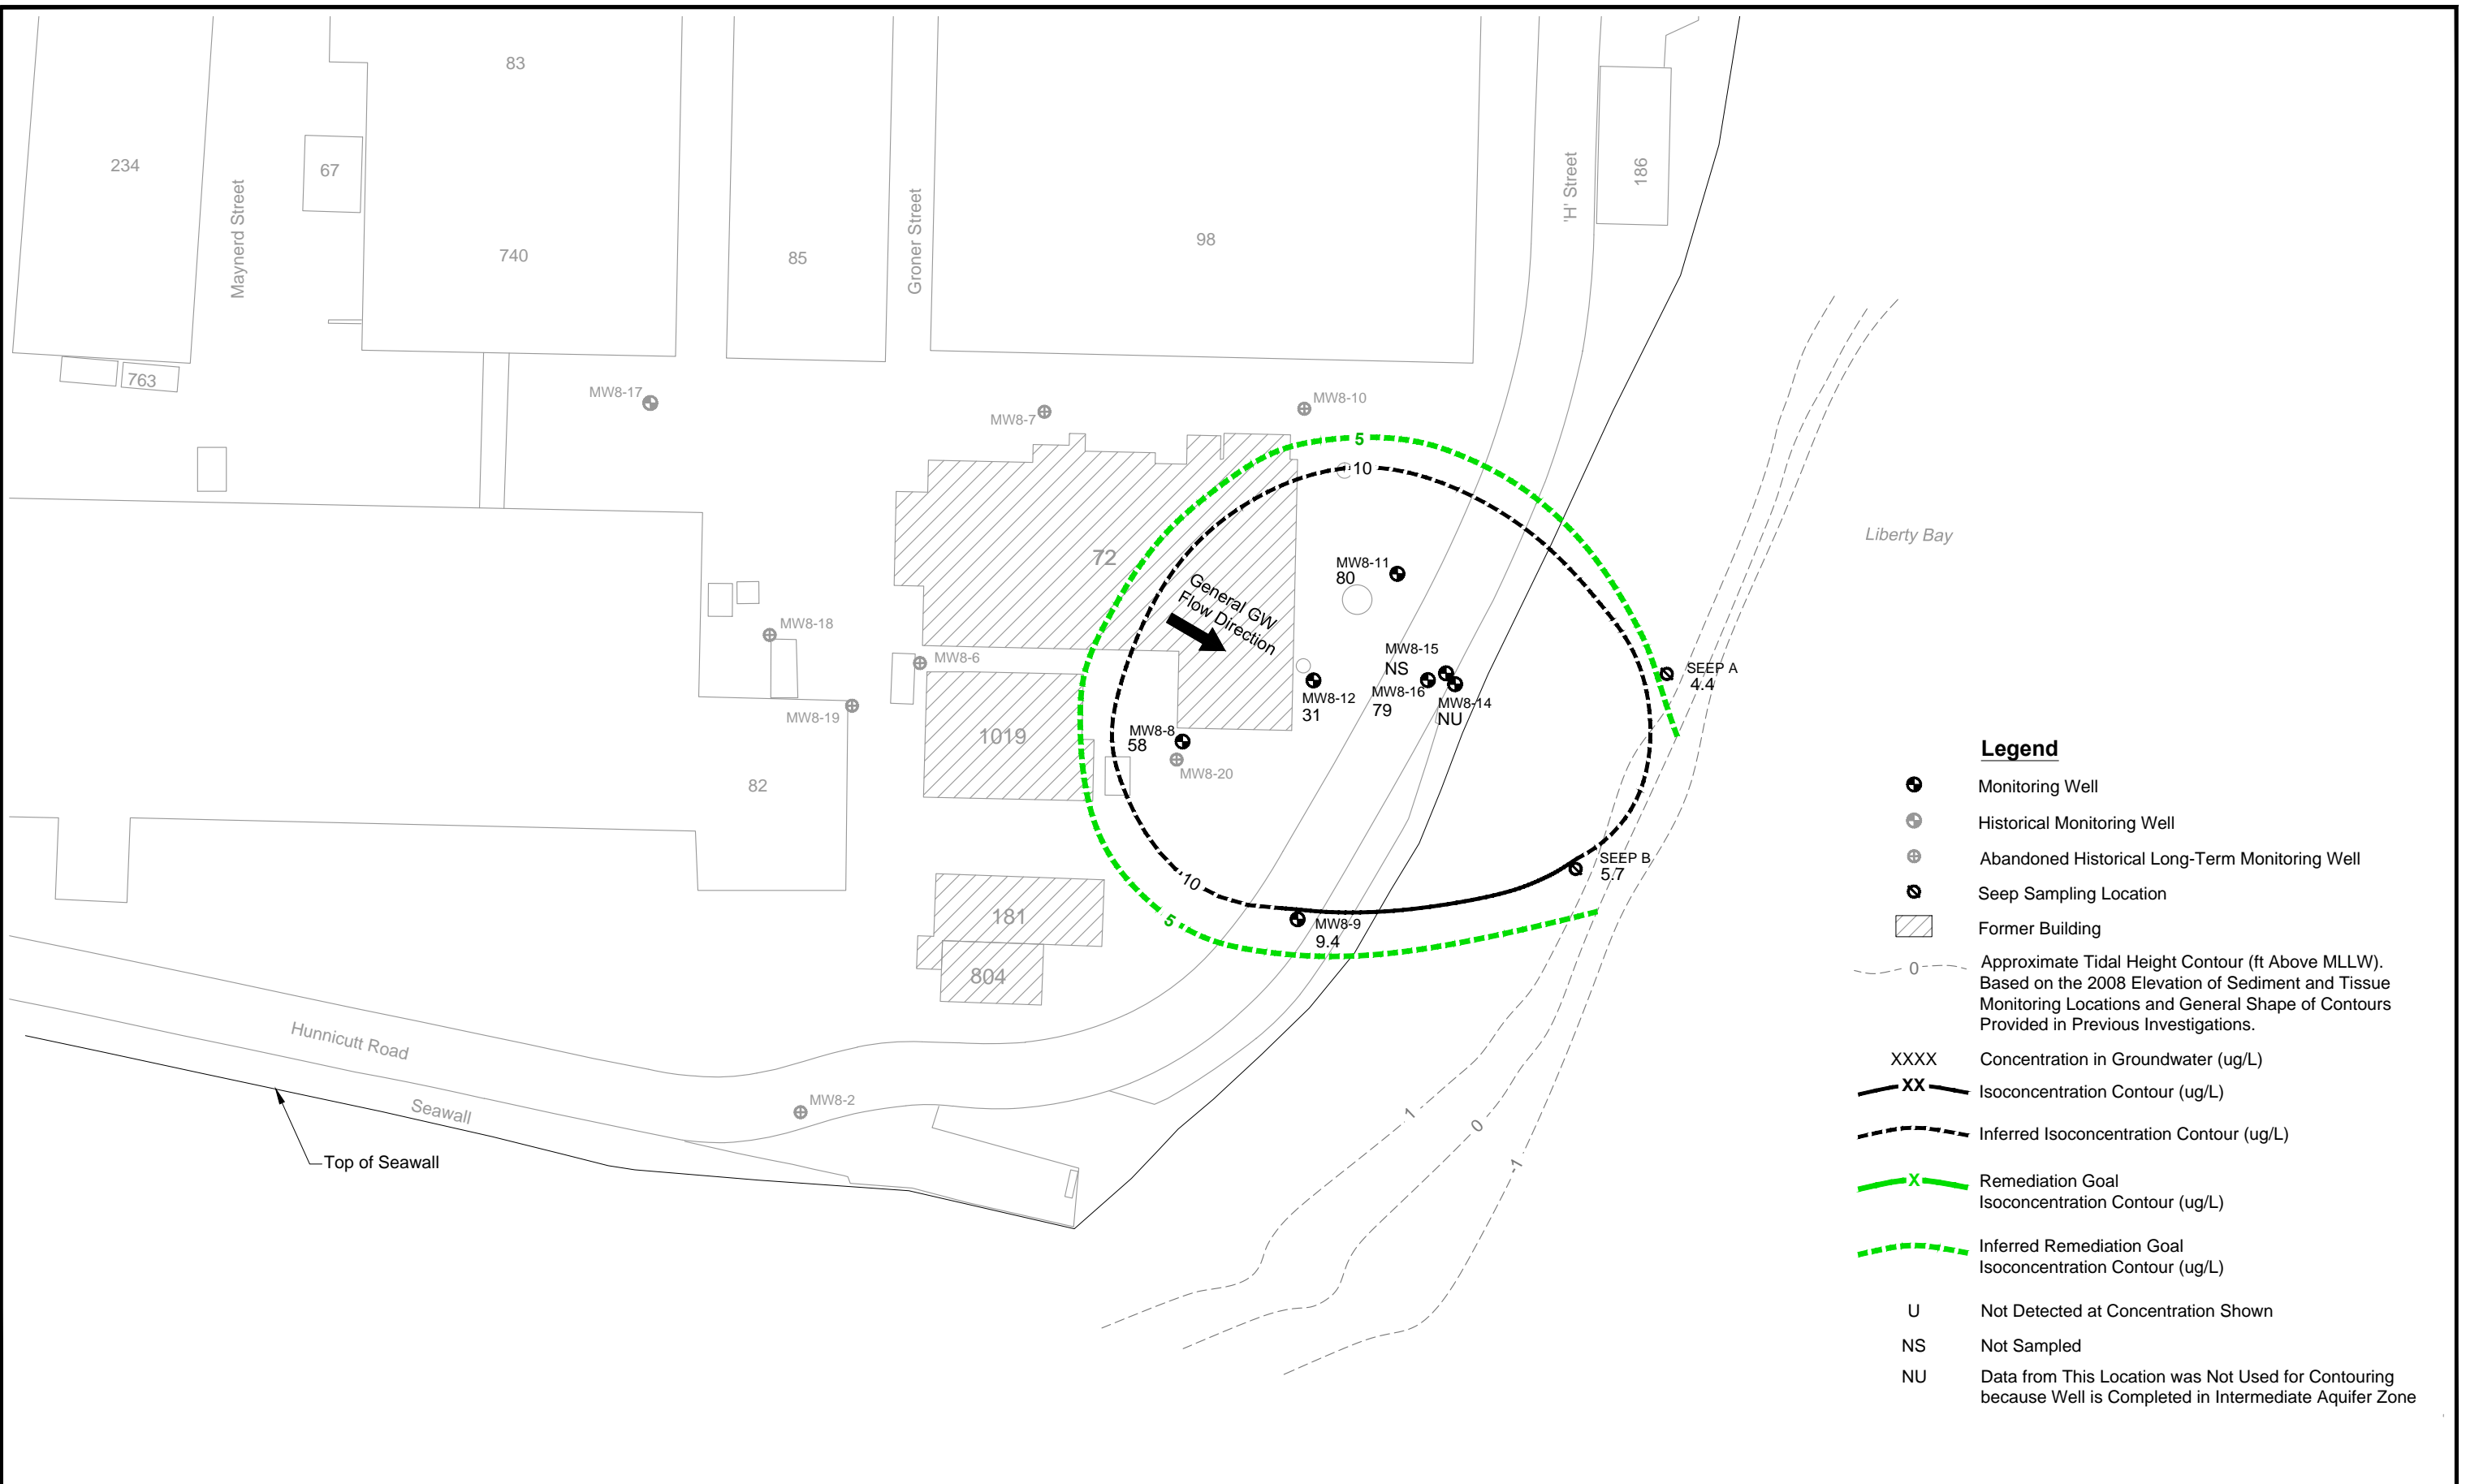 83
234
67
Maynerd Street
740
85
Groner Street
98
'H' Street
186
763
MW8-17
MW8-7
MW8-10
5
10
Liberty Bay
72
General GW
Flow Direction
MW8-11
80
MW8-18
MW8-6
MW8-15
NS
MW8-16
79
MW8-14
NU
MW8-12
31
SEEP A
4.4
MW8-19
1019
MW8-8
58
MW8-20
82
SEEP B
5.7
10
5
MW8-9
9.4
181
804
Hunnicutt Road
Seawall
MW8-2
Top of Seawall
1
0
-1
Legend
Monitoring Well
Historical Monitoring Well
Abandoned Historical Long-Term Monitoring Well
Seep Sampling Location
Former Building
0
Approximate Tidal Height Contour (ft Above MLLW).
Based on the 2008 Elevation of Sediment and Tissue
Monitoring Locations and General Shape of Contours
Provided in Previous Investigations.
XXXX Concentration in Groundwater (ug/L)
XX Isoconcentration Contour (ug/L)
Inferred Isoconcentration Contour (ug/L)
X Remediation Goal
Isoconcentration Contour (ug/L)
Inferred Remediation Goal
Isoconcentration Contour (ug/L)
U Not Detected at Concentration Shown
NS Not Sampled
NU Data from This Location was Not Used for Contouring
because Well is Completed in Intermediate Aquifer Zone